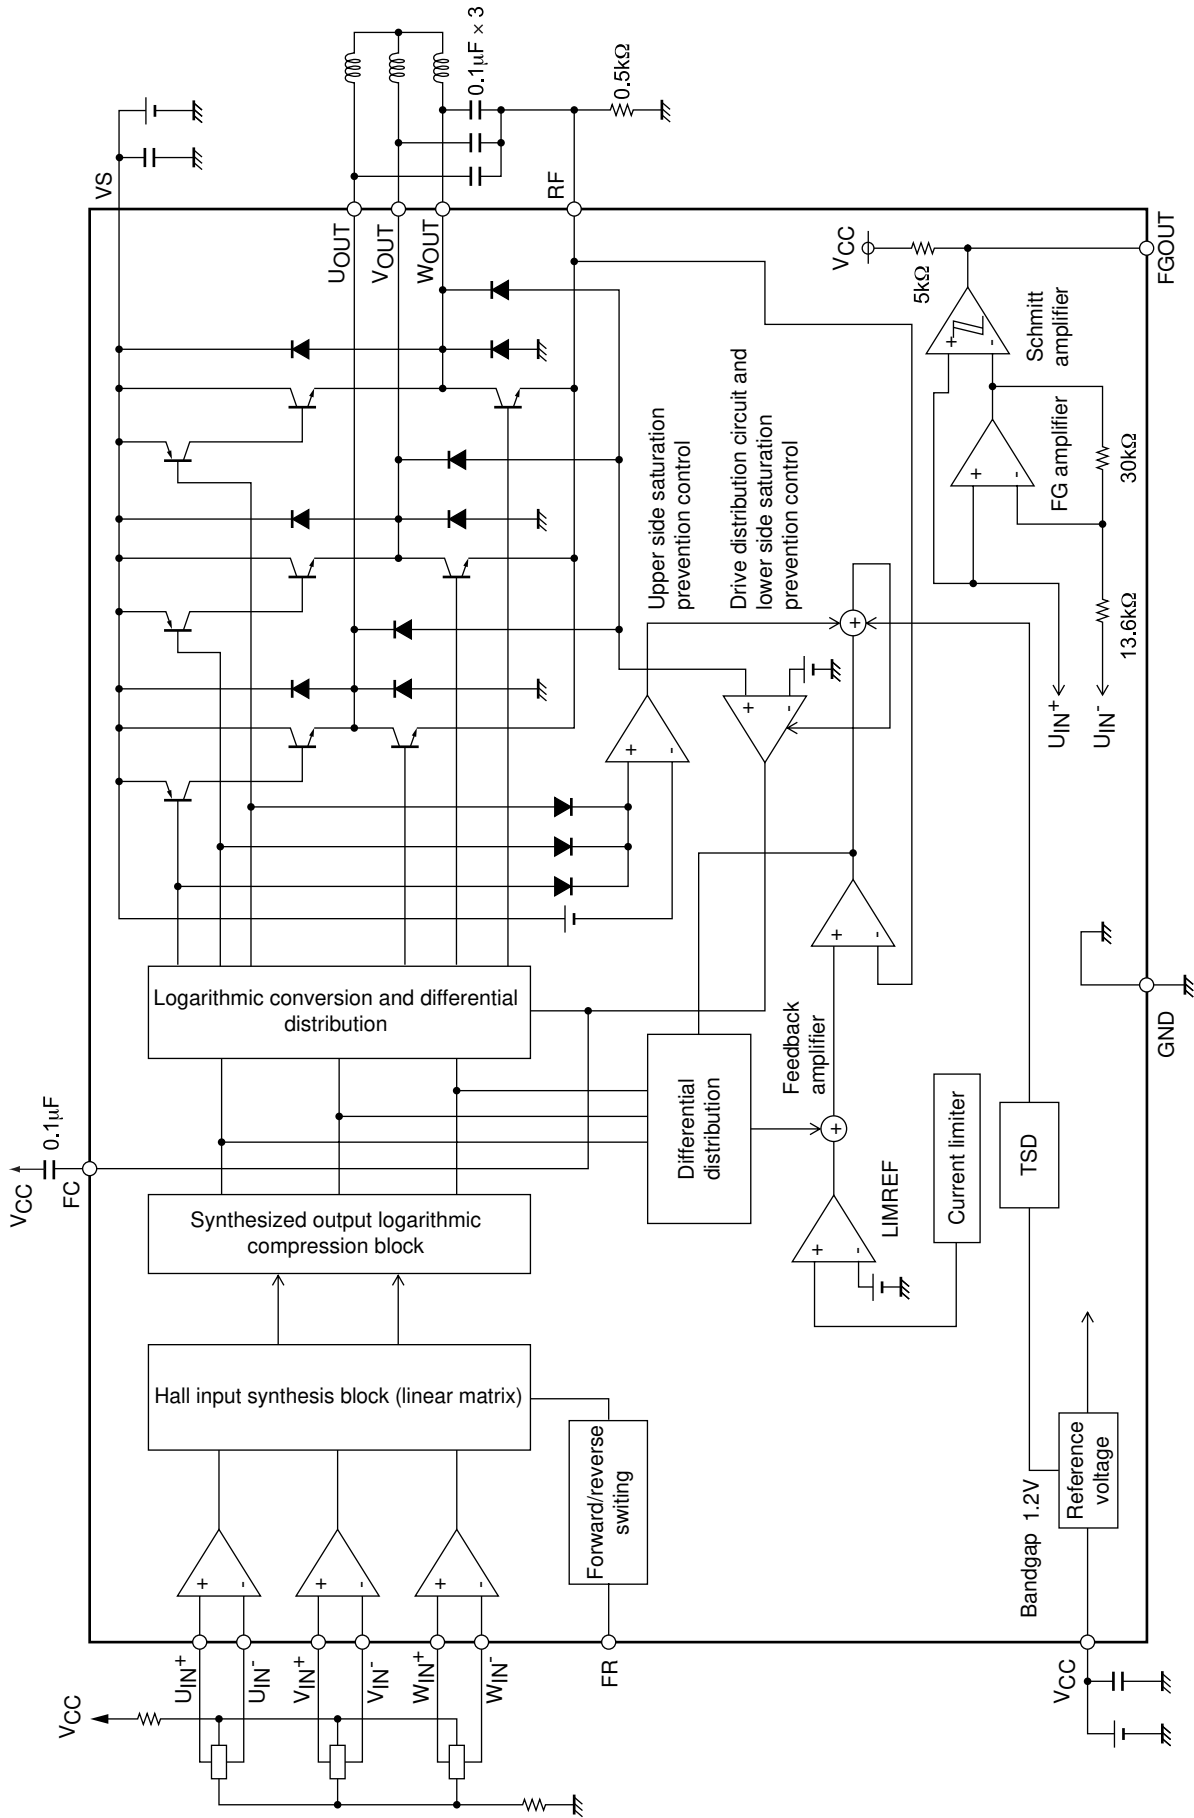 VS
0.1µF × 3
0.5kΩ
RF
UOUT
VOUT
WOUT
VCC
5kΩ
FGOUT
Schmitt
amplifier
+
-
FG amplifier
+
-
30kΩ
13.6kΩ
UIN+
UIN-
Upper side saturation
prevention control
Drive distribution circuit and
lower side saturation
prevention control
+
+
-
+
-
Logarithmic conversion and differential
distribution
Differential
distribution
Feedback
amplifier
+
-
+
LIMREF
+
-
Current limiter
TSD
GND
VCC
0.1µF
FC
Synthesized output logarithmic
compression block
Hall input synthesis block (linear matrix)
Forward/reverse
switing
FR
Bandgap 1.2V
Reference
voltage
VCC
+
-
+
-
+
-
UIN+
UIN-
VIN+
VIN-
WIN+
WIN-
VCC